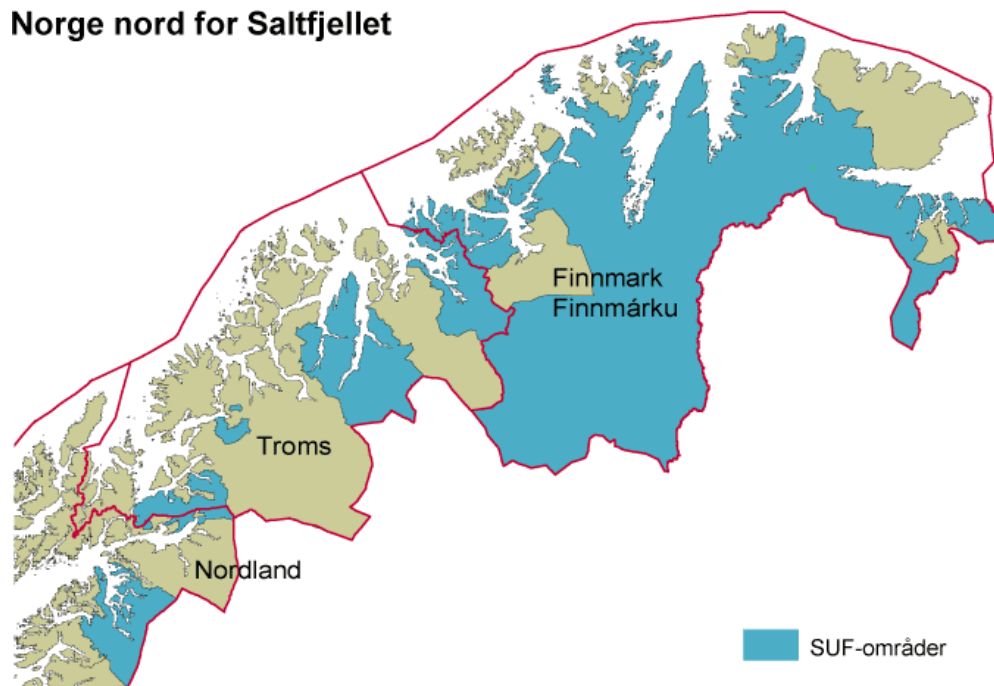 Norge nord for Saltfjellet
Finnmark
Finnmárku
Troms
Nordland
SUF-områder